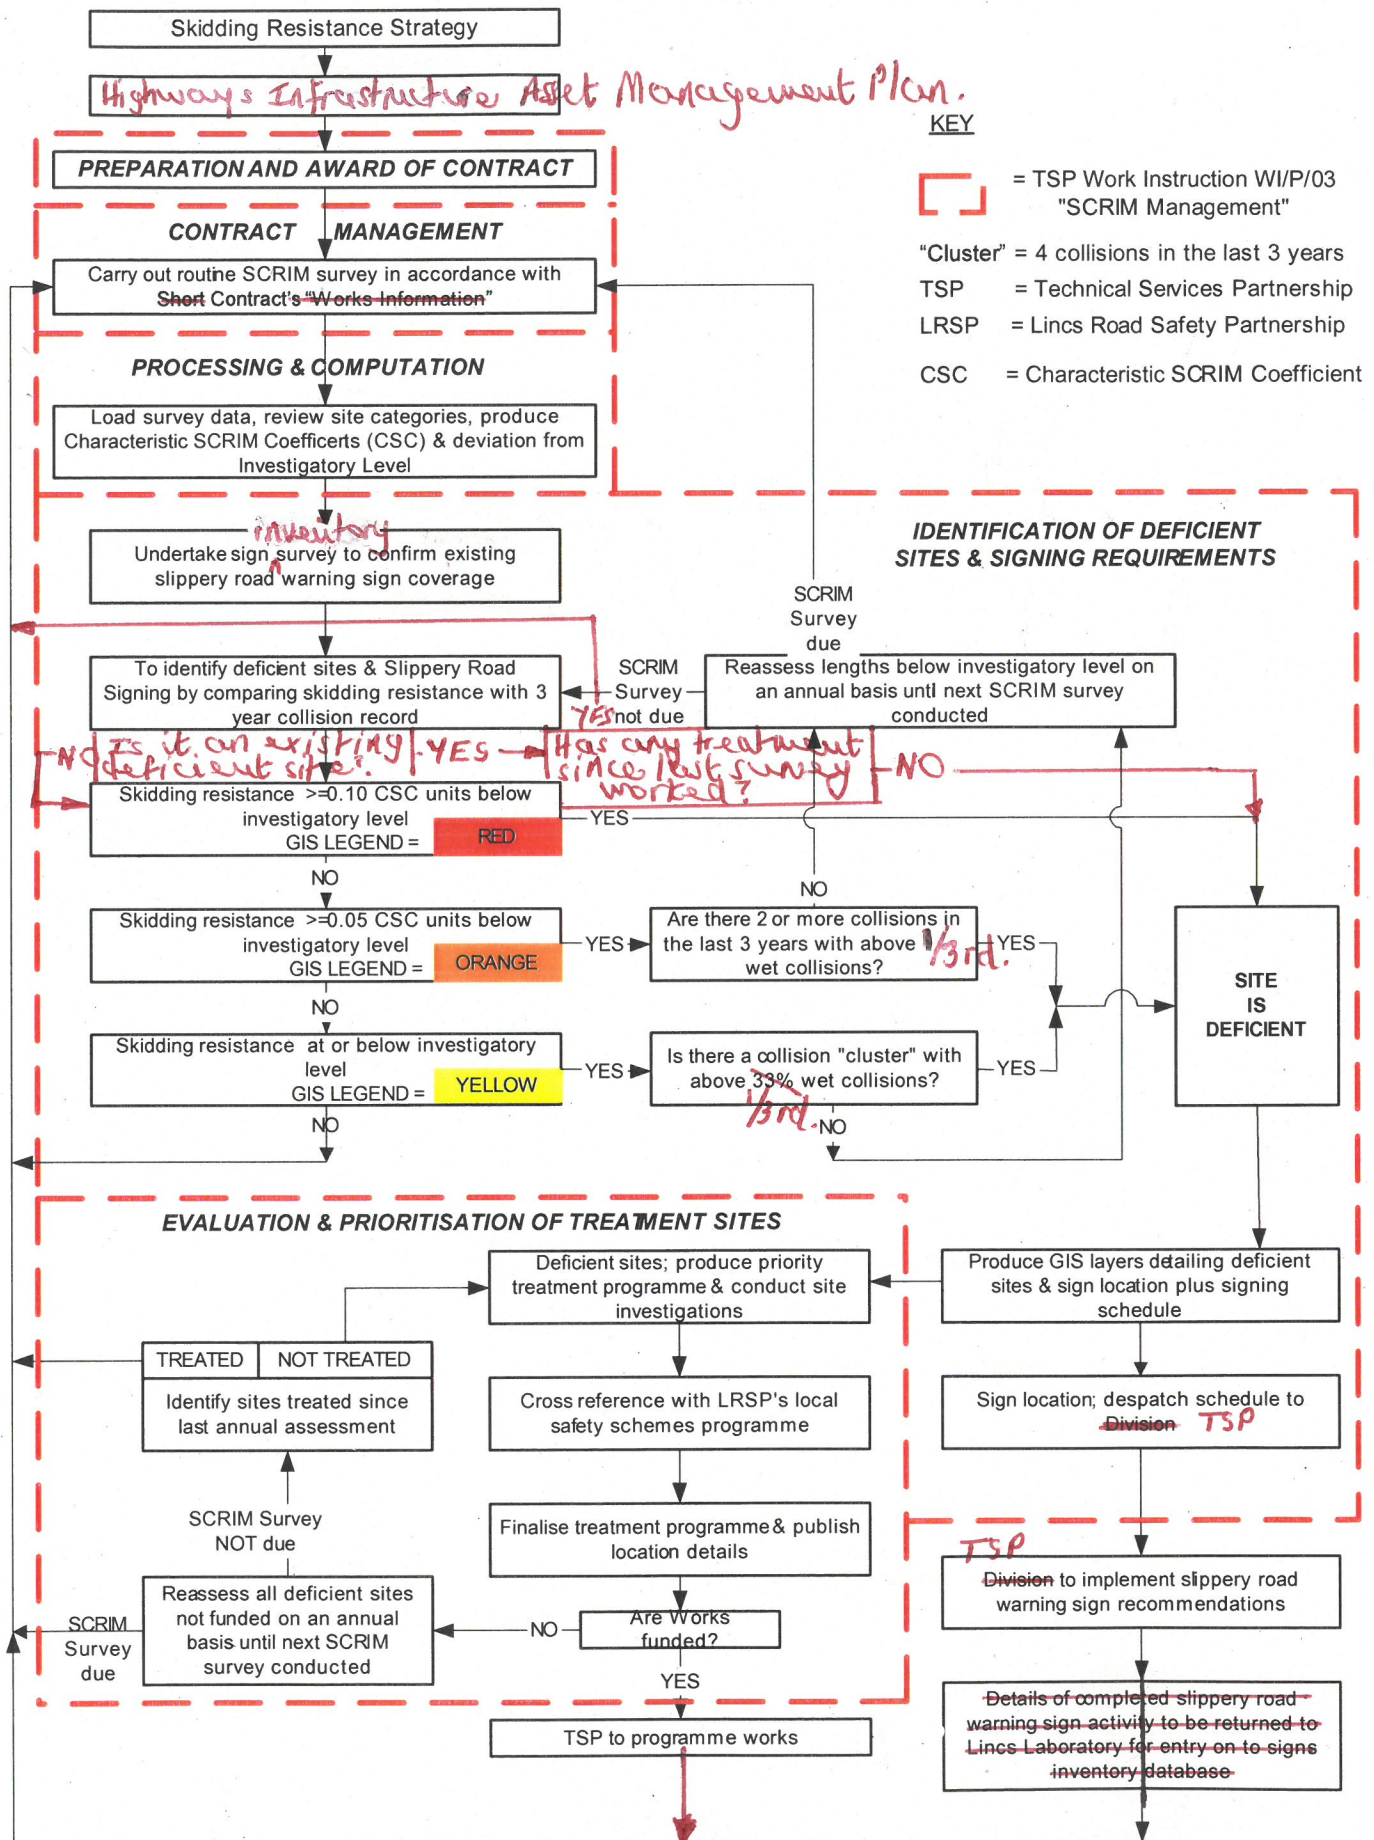 Skidding Resistance Strategy
Highways Infrastructure Asset Management Plan.
KEY
= TSP Work Instruction WI/P/03
"SCRIM Management"
“Cluster” = 4 collisions in the last 3 years
TSP = Technical Services Partnership
LRSP = Lincs Road Safety Partnership
CSC = Characteristic SCRIM Coefficient
PREPARATION AND AWARD OF CONTRACT
CONTRACT MANAGEMENT
Carry out routine SCRIM survey in accordance with
Short Contract's “Works Information”
PROCESSING & COMPUTATION
Load survey data, review site categories, produce
Characteristic SCRIM Coefficerts (CSC) & deviation from
Investigatory Level
IDENTIFICATION OF DEFICIENT
SITES & SIGNING REQUIREMENTS
inventory
Undertake sign survey to confirm existing
slippery road warning sign coverage
SCRIM
Survey
due
To identify deficient sites & Slippery Road
Signing by comparing skidding resistance with 3
year collision record
SCRIM
Survey
not due
Reassess lengths below investigatory level on
an annual basis until next SCRIM survey
conducted
YES
NO
Is it an existing
deficient site?
YES
Has any treatment
since last survey
worked?
NO
Skidding resistance >=0.10 CSC units below
investigatory level
GIS LEGEND = RED
YES
NO
NO
Skidding resistance >=0.05 CSC units below
investigatory level
GIS LEGEND = ORANGE
YES
Are there 2 or more collisions in
the last 3 years with above 1/3rd.
wet collisions?
YES
SITE
IS
DEFICIENT
NO
Skidding resistance at or below investigatory
level
GIS LEGEND = YELLOW
YES
Is there a collision "cluster" with
above 33% wet collisions?
1/3rd.
YES
NO
NO
EVALUATION & PRIORITISATION OF TREATMENT SITES
Deficient sites; produce priority
treatment programme & conduct site
investigations
Produce GIS layers detailing deficient
sites & sign location plus signing
schedule
TREATED
NOT TREATED
Identify sites treated since
last annual assessment
Cross reference with LRSP's local
safety schemes programme
Sign location; despatch schedule to
Division TSP
SCRIM Survey
NOT due
Finalise treatment programme & publish
location details
TSP
Division to implement slippery road
warning sign recommendations
SCRIM
Survey
due
Reassess all deficient sites
not funded on an annual
basis until next SCRIM
survey conducted
NO
Are Works
funded?
YES
TSP to programme works
Details of completed slippery road
warning sign activity to be returned to
Lincs Laboratory for entry on to signs
inventory database